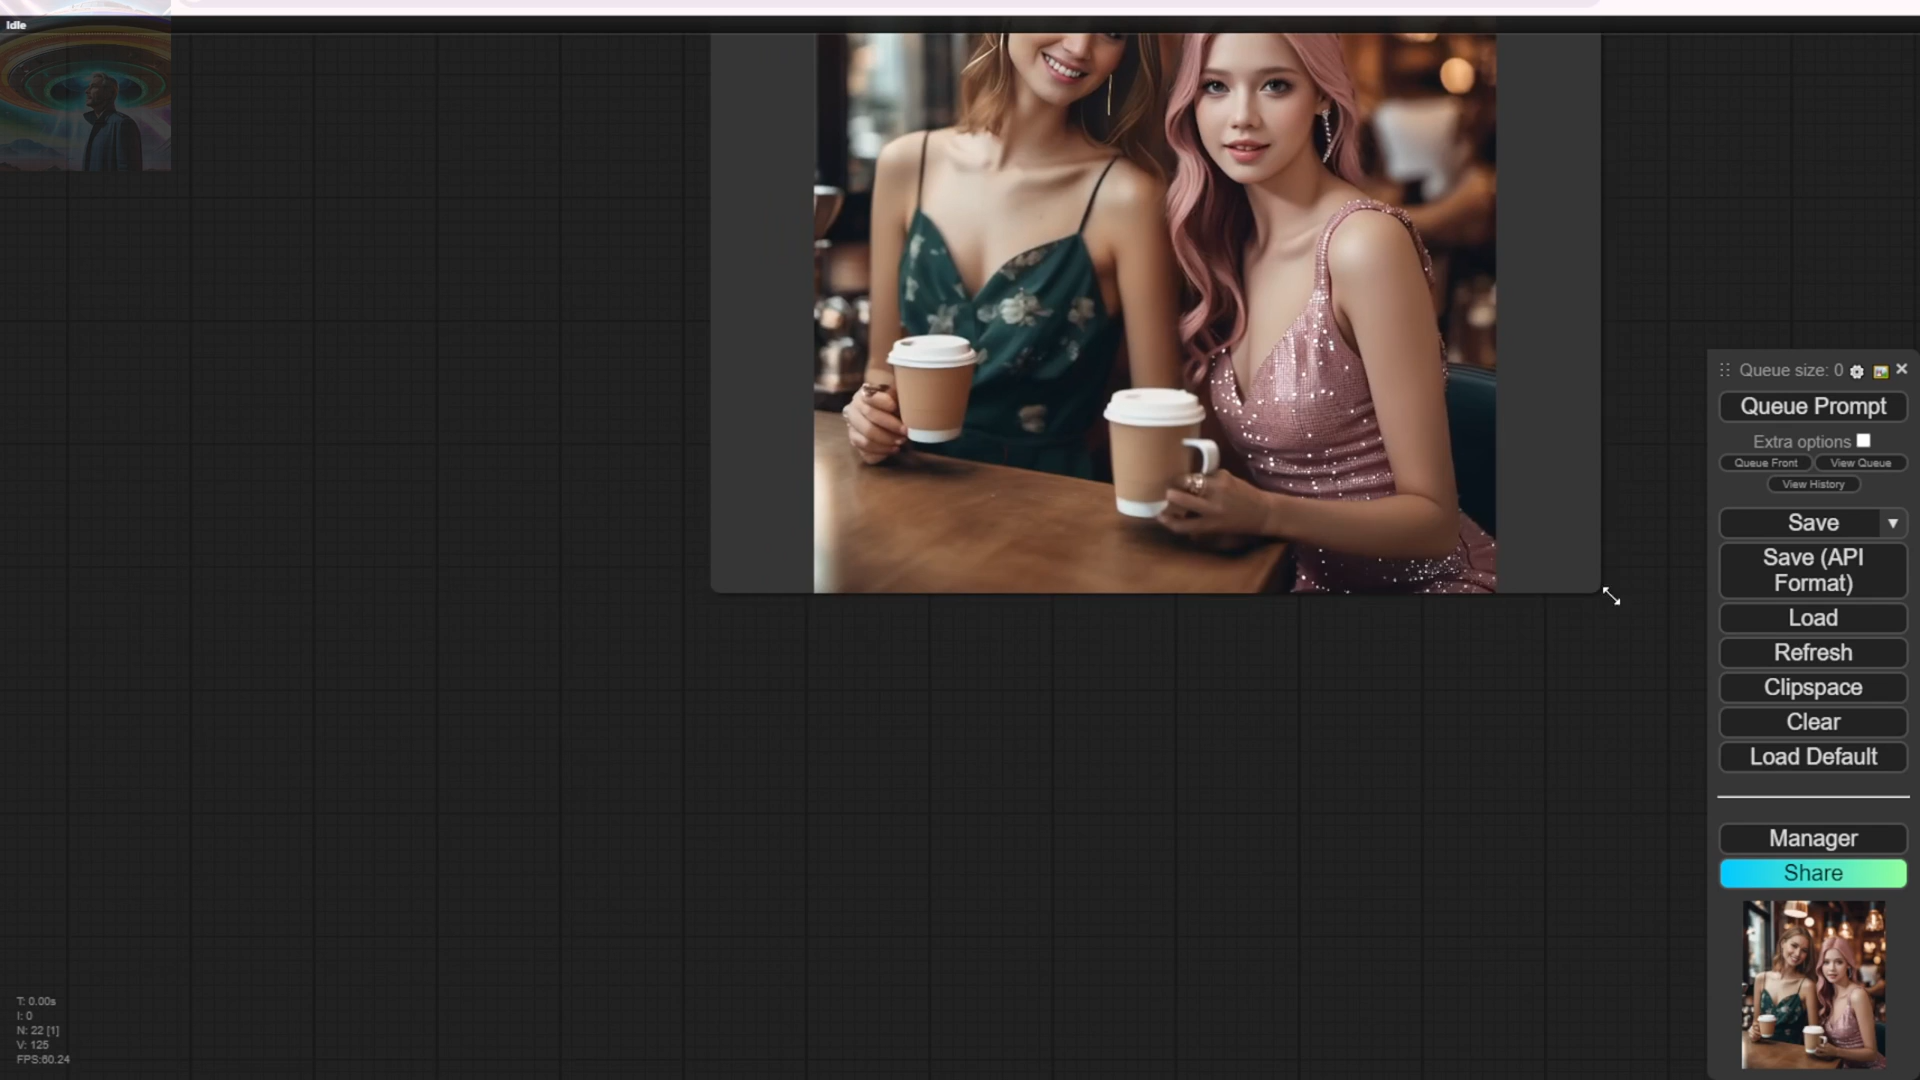 Idle
Queue size: 0
Queue Prompt
Extra options
Queue Front
View Queue
View History
Save
Save (API
Format)
Load
Refresh
Clipspace
Clear
Load Default
Manager
Share
T: 0.00s
I: 0
N: 22 [1]
V: 125
FPS:60.24